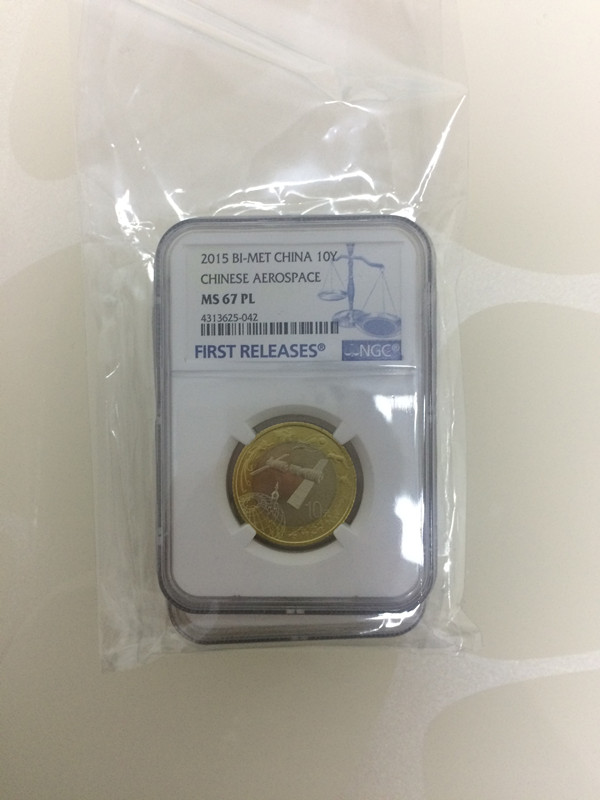 2015 BI-MET CHINA 10Y
CHINESE AEROSPACE
MS 67 PL
4313625-042
FIRST RELEASES®
NGC®
10